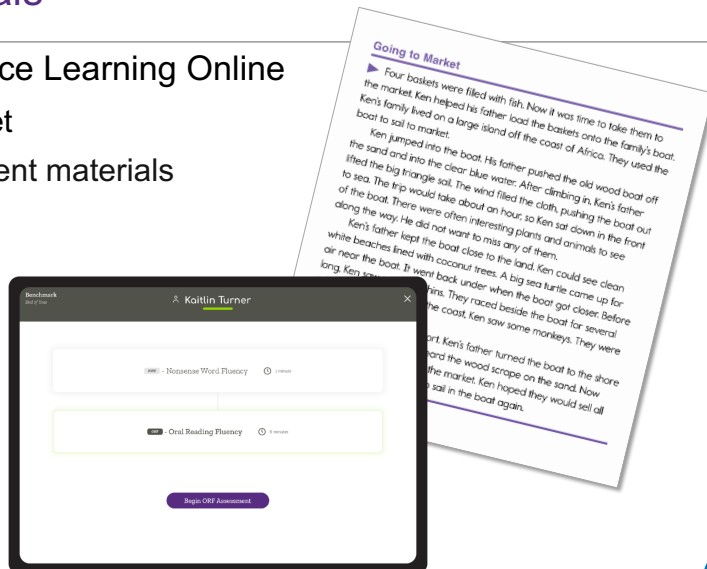 ce Learning Online
ent materials
Going to Market
Four baskets were filled with fish. Now it was time to take them to
the market. Ken helped his father load the baskets onto the family's boat.
Ken's family lived on a large island off the coast of Africa. They used the
boat to sail to market.
Ken jumped into the boat. His father pushed the old wood boat off
the sand and into the clear blue water. After climbing in, Ken's father
lifted the big triangle sail. The wind filled the cloth, pushing the boat out
to sea. The trip would take about an hour, so Ken sat down in the front
of the boat. There were often interesting plants and animals to see
along the way. He did not want to miss any of them.
Ken's father kept the boat close to the land. Ken could see clean
white beaches lined with coconut trees. A big sea turtle came up for
air near the boat. It went back under when the boat got closer. Before
long, Ken saw hins. They raced beside the boat for several
the coast, Ken saw some monkeys. They were
ort. Ken's father turned the boat to the shore
ard the wood scrape on the sand. Now
the market. Ken hoped they would sell all
sail in the boat again.
Benchmark
End of Year
Kaitlin Turner
- Nonsense Word Fluency 1 minute
ORF - Oral Reading Fluency
minutes
Begin ORF Assessment